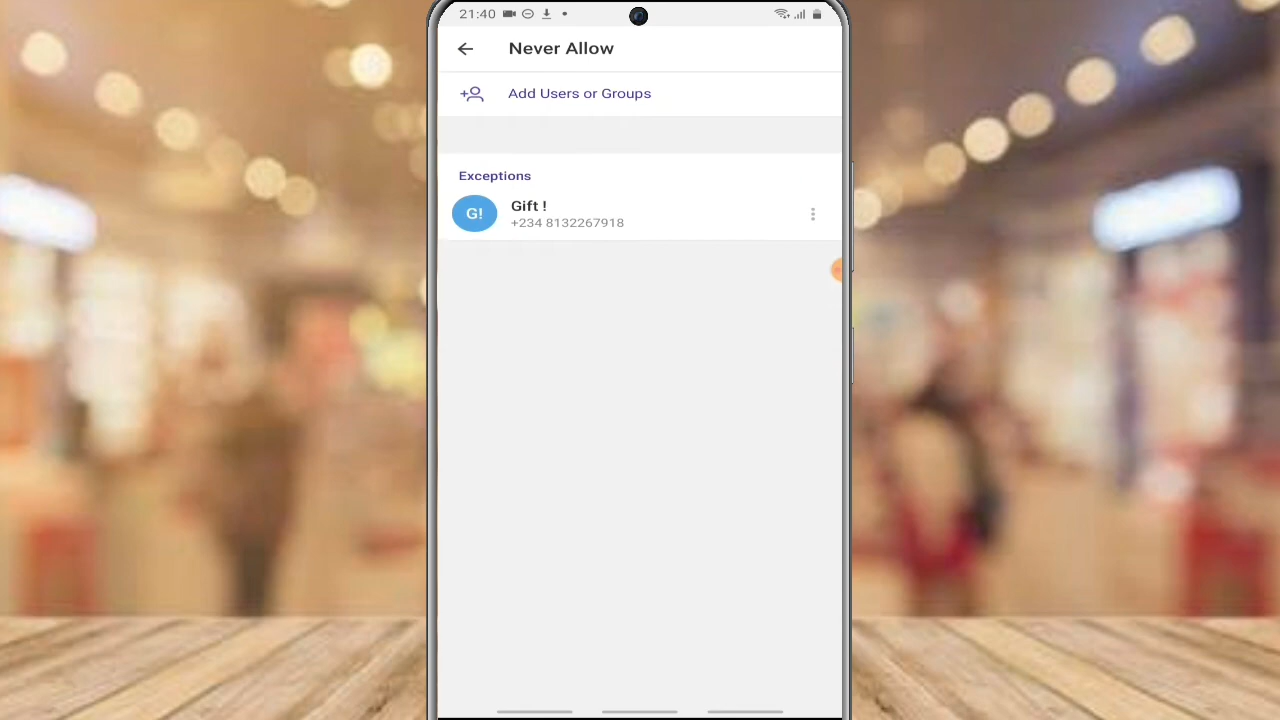 21:40
Never Allow
Add Users or Groups
Exceptions
G!
Gift !
+234 8132267918